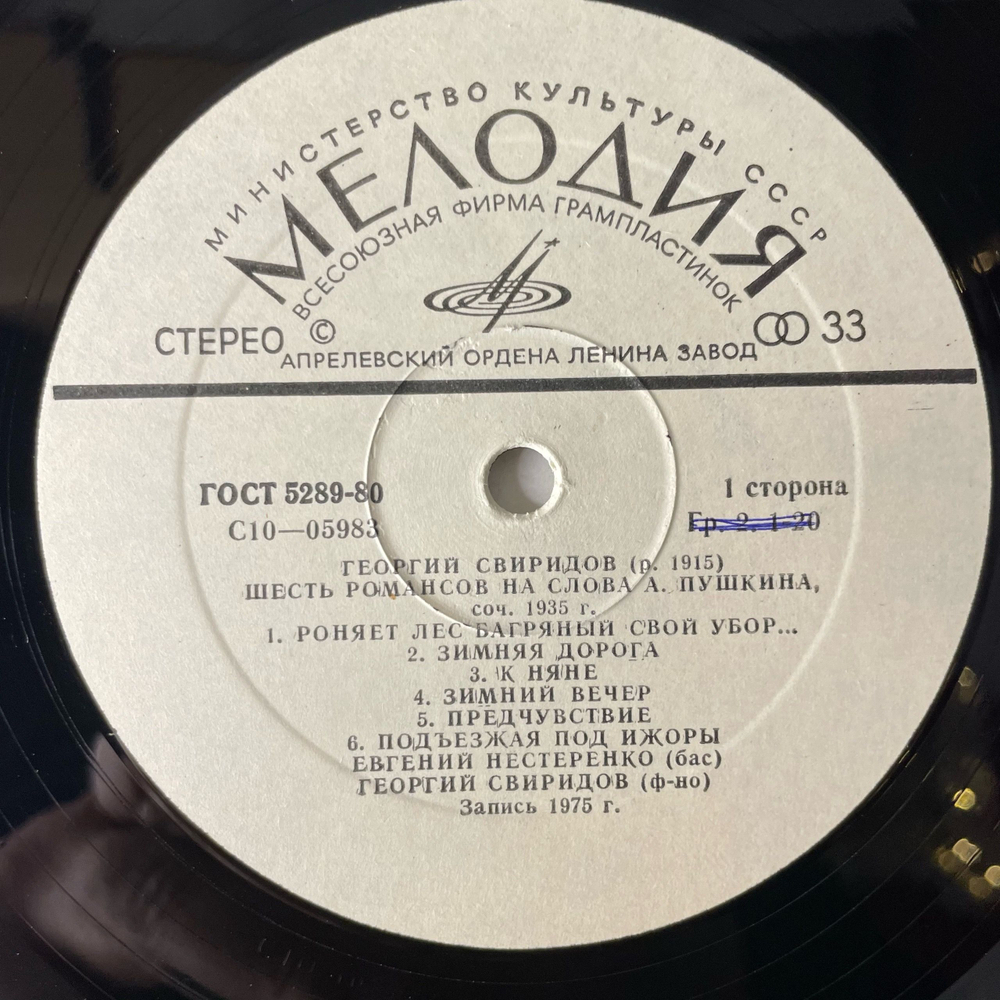 МИНИСТЕРСТВО КУЛЬТУРЫ СССР
МЕЛОДИЯ
ВСЕСОЮЗНАЯ ФИРМА ГРАМПЛАСТИНОК
СТЕРЕО © 33
АПРЕЛЕВСКИЙ ОРДЕНА ЛЕНИНА ЗАВОД
ГОСТ 5289-80 1 сторона
С10—05983 Гр. 2. 1-20
ГЕОРГИЙ СВИРИДОВ (р. 1915)
ШЕСТЬ РОМАНСОВ НА СЛОВА А. ПУШКИНА,
соч. 1935 г.
1. РОНЯЕТ ЛЕС БАГРЯНЫЙ СВОЙ УБОР...
2. ЗИМНЯЯ ДОРОГА
3. К НЯНЕ
4. ЗИМНИЙ ВЕЧЕР
5. ПРЕДЧУВСТВИЕ
6. ПОДЪЕЗЖАЯ ПОД ИЖОРЫ
ЕВГЕНИЙ НЕСТЕРЕНКО (бас)
ГЕОРГИЙ СВИРИДОВ (ф-но)
Запись 1975 г.